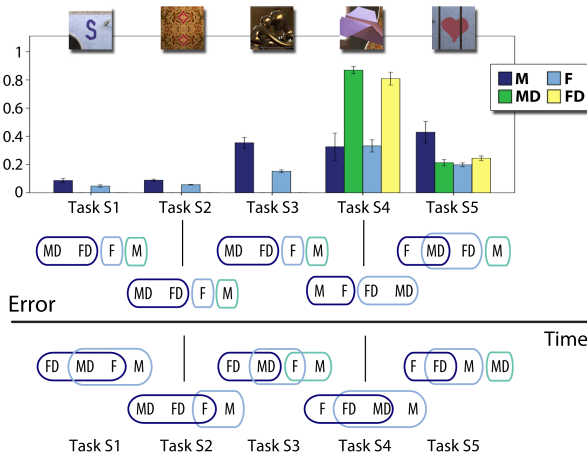 S
1
0.8
0.6
0.4
0.2
0
M F
MD FD
Task S1 Task S2 Task S3 Task S4 Task S5
MD FD F M MD FD F M F MD FD M
MD FD F M M F FD MD
Error
Time
FD MD F M FD MD F M F FD M MD
MD FD F M F FD MD M
Task S1 Task S2 Task S3 Task S4 Task S5